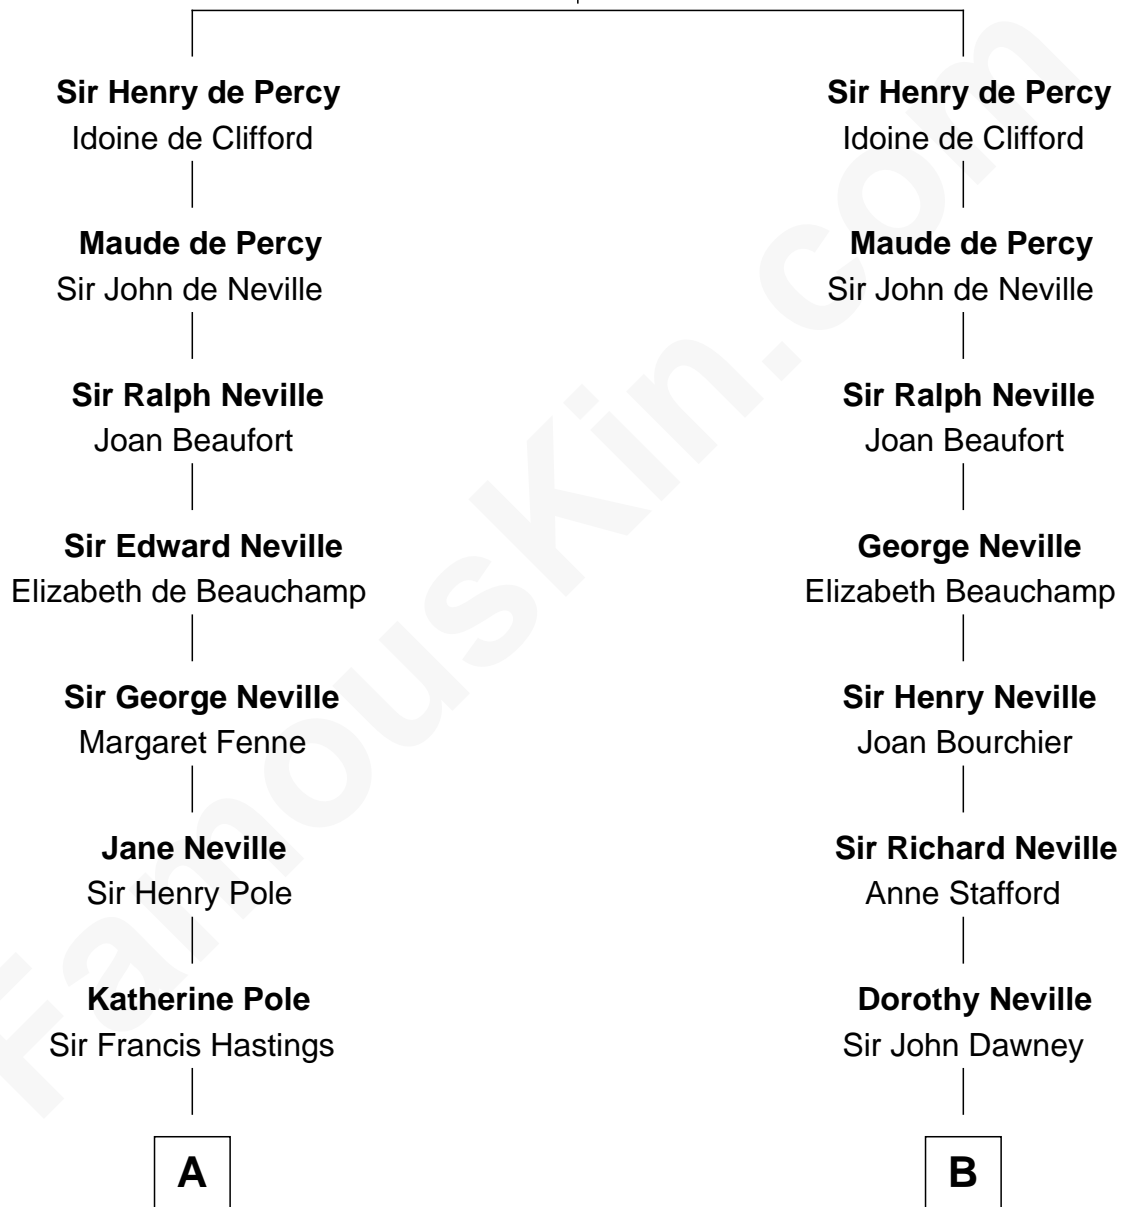 Sir Henry de Percy
Idoine de Clifford
Maude de Percy
Sir John de Neville
Sir Ralph Neville
Joan Beaufort
Sir Edward Neville
Elizabeth de Beauchamp
Sir George Neville
Margaret Fenne
Jane Neville
Sir Henry Pole
Katherine Pole
Sir Francis Hastings
A
Sir Henry de Percy
Idoine de Clifford
Maude de Percy
Sir John de Neville
Sir Ralph Neville
Joan Beaufort
George Neville
Elizabeth Beauchamp
Sir Henry Neville
Joan Bourchier
Sir Richard Neville
Anne Stafford
Dorothy Neville
Sir John Dawney
B
FamousKin.com